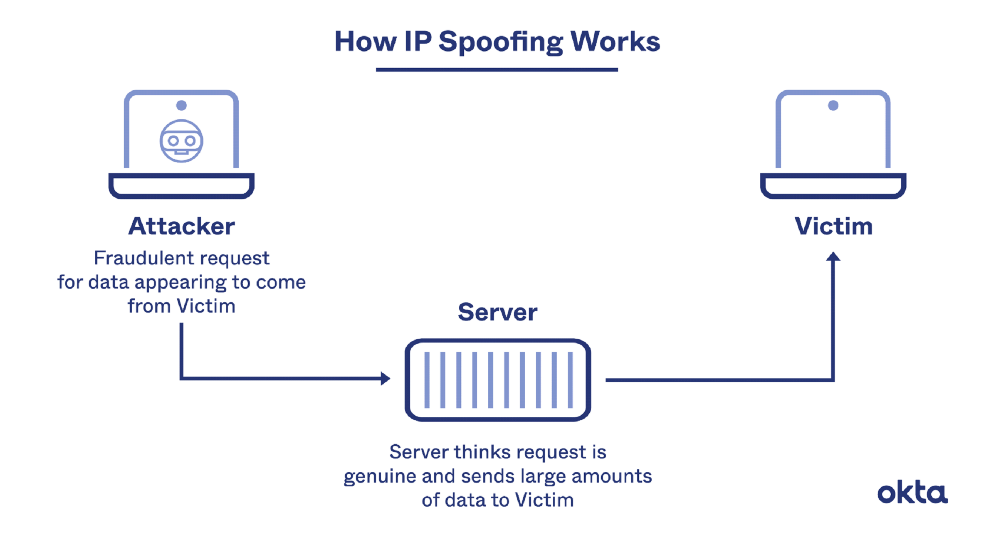 How IP Spoofing Works
Attacker
Fraudulent request
for data appearing to come
from Victim
Victim
Server
Server thinks request is
genuine and sends large amounts
of data to Victim
okta